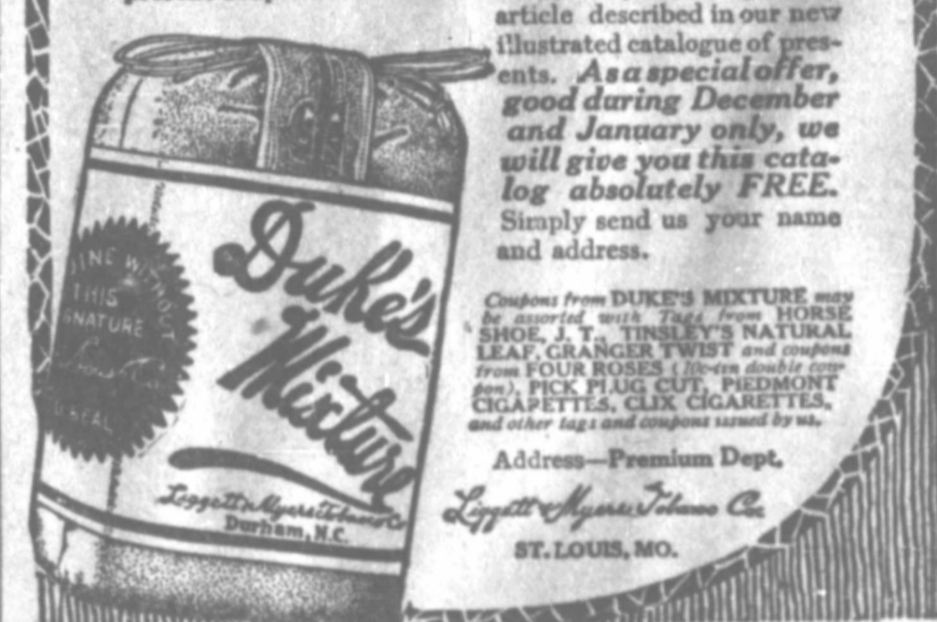 article described in our new
illustrated catalogue of pres-
ents. As a special offer,
good during December
and January only, we
will give you this cata-
log absolutely FREE.
Simply send us your name
and address.
Coupons from DUKE'S MIXTURE may
be assorted with Tags from HORSE
SHOE, J. T., TINSLEY'S NATURAL
LEAF, GRANGER TWIST and coupons
from FOUR ROSES (10c-tin double cou-
pon), PICK PLUG CUT, PIEDMONT
CIGARETTES, CLIX CIGARETTES,
and other tags and coupons issued by us.
Address—Premium Dept.
Liggett & Myers Tobacco Co.
ST. LOUIS, MO.
Duke's
Mixture
Liggett & Myers Tobacco Co
Durham, N.C.
THIS
SEAL